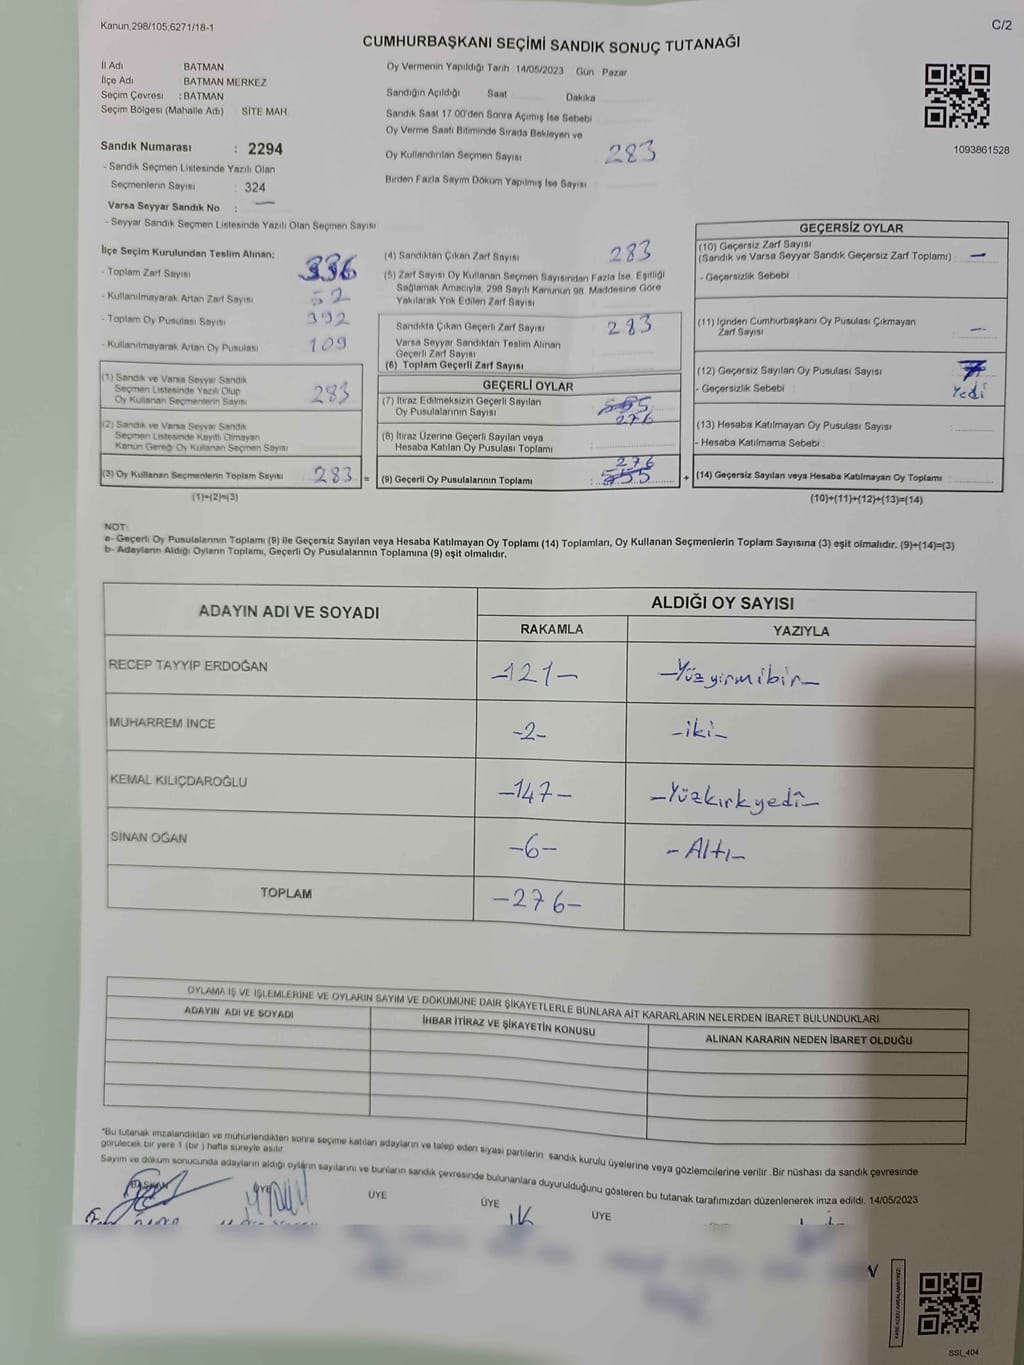 Kanun;298/105;6271/18-1
C/2
CUMHURBAŞKANI SEÇİMİ SANDIK SONUÇ TUTANAĞI
İl Adı : BATMAN
İlçe Adı : BATMAN MERKEZ
Seçim Çevresi : BATMAN
Seçim Bölgesi (Mahalle Adı) SİTE MAH
Sandık Numarası : 2294
- Sandık Seçmen Listesinde Yazılı Olan
Seçmenlerin Sayısı : 324
Varsa Seyyar Sandık No : —
- Seyyar Sandık Seçmen Listesinde Yazılı Olan Seçmen Sayısı
Oy Vermenin Yapıldığı Tarih 14/05/2023 Gün Pazar
Sandığın Açıldığı Saat Dakika
Sandık Saat 17:00'den Sonra Açımış İse Sebebi
Oy Verme Saati Bitiminde Sırada Bekleyen ve
Oy Kullandırılan Seçmen Sayısı 283
Birden Fazla Sayım Döküm Yapılmış İse Sayısı
1093861528
İlçe Seçim Kurulundan Teslim Alınan;
- Toplam Zarf Sayısı 336
- Kullanılmayarak Artan Zarf Sayısı 52
- Toplam Oy Pusulası Sayısı 392
- Kullanılmayarak Artan Oy Pusulası 109
(1) Sandık ve Varsa Seyyar Sandık
Seçmen Listesinde Yazılı Olup
Oy Kullanan Seçmenlerin Sayısı 283
(2) Sandık ve Varsa Seyyar Sandık
Seçmen Listesinde Kayıtlı Olmayan
Kanun Gereği Oy Kullanan Seçmen Sayısı
(3) Oy Kullanan Seçmenlerin Toplam Sayısı 283 =
(1)+(2)=(3)
(4) Sandıktan Çıkan Zarf Sayısı 283
(5) Zarf Sayısı Oy Kullanan Seçmen Sayısından Fazla İse, Eşitliği
Sağlamak Amacıyla, 298 Sayılı Kanunun 98. Maddesine Göre
Yakılarak Yok Edilen Zarf Sayısı
Sandıkta Çıkan Geçerli Zarf Sayısı 283
Varsa Seyyar Sandıktan Teslim Alınan
Geçerli Zarf Sayısı
(6) Toplam Geçerli Zarf Sayısı
GEÇERLİ OYLAR
(7) İtiraz Edilmeksizin Geçerli Sayılan 555
Oy Pusulalarının Sayısı 276
(8) İtiraz Üzerine Geçerli Sayılan veya
Hesaba Katılan Oy Pusulası Toplamı
276
(9) Geçerli Oy Pusulalarının Toplamı : 555 +
GEÇERSİZ OYLAR
(10) Geçersiz Zarf Sayısı
(Sandık ve Varsa Seyyar Sandık Geçersiz Zarf Toplamı) : —
- Geçersizlik Sebebi
(11) İçinden Cumhurbaşkanı Oy Pusulası Çıkmayan
Zarf Sayısı —
(12) Geçersiz Sayılan Oy Pusulası Sayısı 7
- Geçersizlik Sebebi : Yedi
(13) Hesaba Katılmayan Oy Pusulası Sayısı
- Hesaba Katılmama Sebebi
(14) Geçersiz Sayılan veya Hesaba Katılmayan Oy Toplamı
(10)+(11)+(12)+(13)=(14)
NOT:
a- Geçerli Oy Pusulalarının Toplamı (9) ile Geçersiz Sayılan veya Hesaba Katılmayan Oy Toplamı (14) Toplamları, Oy Kullanan Seçmenlerin Toplam Sayısına (3) eşit olmalıdır. (9)+(14)=(3)
b- Adayların Aldığı Oyların Toplamı, Geçerli Oy Pusulalarının Toplamına (9) eşit olmalıdır.
ADAYIN ADI VE SOYADI
ALDIĞI OY SAYISI
RAKAMLA YAZIYLA
RECEP TAYYİP ERDOĞAN -121- -Yüzyirmibir-
MUHARREM İNCE -2- -iki-
KEMAL KILIÇDAROĞLU -147- -Yüzkırkyedi-
SİNAN OĞAN -6- -Altı-
TOPLAM -276-
OYLAMA İŞ VE İŞLEMLERİNE VE OYLARIN SAYIM VE DÖKÜMÜNE DAİR ŞİKAYETLERLE BUNLARA AİT KARARLARIN NELERDEN İBARET BULUNDUKLARI
ADAYIN ADI VE SOYADI İHBAR İTİRAZ VE ŞİKAYETİN KONUSU ALINAN KARARIN NEDEN İBARET OLDUĞU
*Bu tutanak imzalandıktan ve mühürlendikten sonra seçime katılan adayların ve talep eden siyasi partilerin sandık kurulu üyelerine veya gözlemcilerine verilir .Bir nüshası da sandık çevresinde
görülecek bir yere 1 (bir ) hafta süreyle asılır.
Sayım ve döküm sonucunda adayların aldığı oyların sayılarını ve bunların sandık çevresinde bulunanlara duyurulduğunu gösteren bu tutanak tarafımızdan düzenlenerek imza edildi. 14/05/2023
BAŞKAN ÜYE ÜYE ÜYE ÜYE
SSI_404